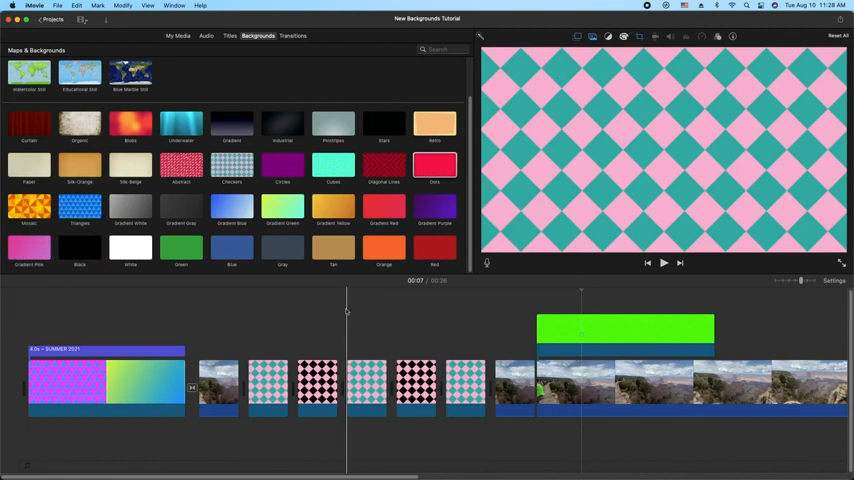 iMovie File Edit Mark Modify View Window Help Tue Aug 10 11:28 AM
Projects New Backgrounds Tutorial
My Media Audio Titles Backgrounds Transitions Reset All
Maps & Backgrounds Search
Watercolor Still Educational Still Blue Marble Still
Curtain Organic Blobs Underwater Gradient Industrial Pinstripes Stars Retro
Paper Silk-Orange Silk-Beige Abstract Checkers Circles Cubes Diagonal Lines Dots
Mosaic Triangles Gradient White Gradient Gray Gradient Blue Gradient Green Gradient Yellow Gradient Red Gradient Purple
Gradient Pink Black White Green Blue Gray Tan Orange Red
00:07 / 00:26 Settings
4.0s – SUMMER 2021